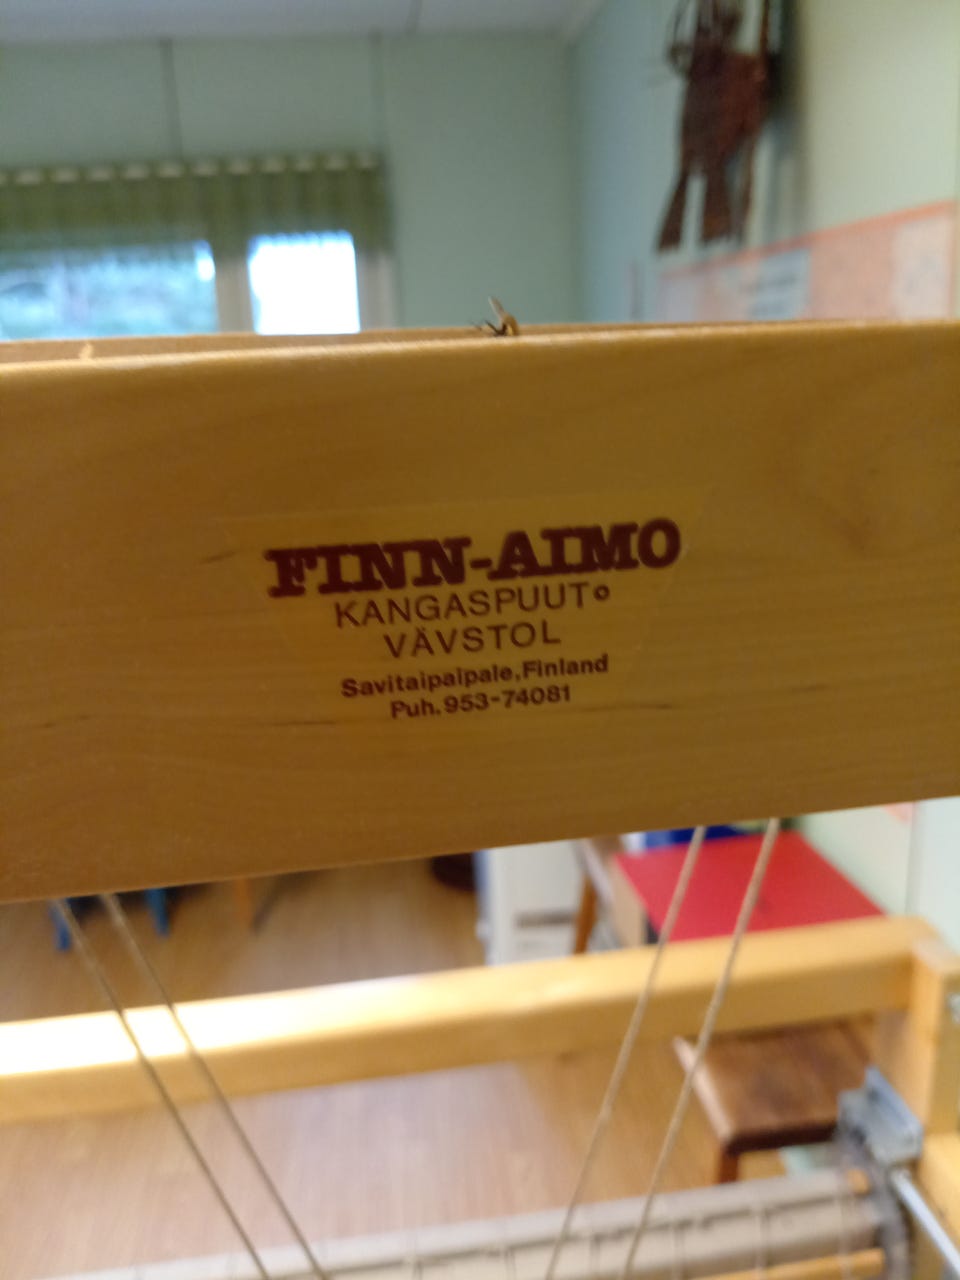 FINN-AIMO
KANGASPUUT
VÄVSTOL
Savitaipaipale, Finland
Puh. 953-74081